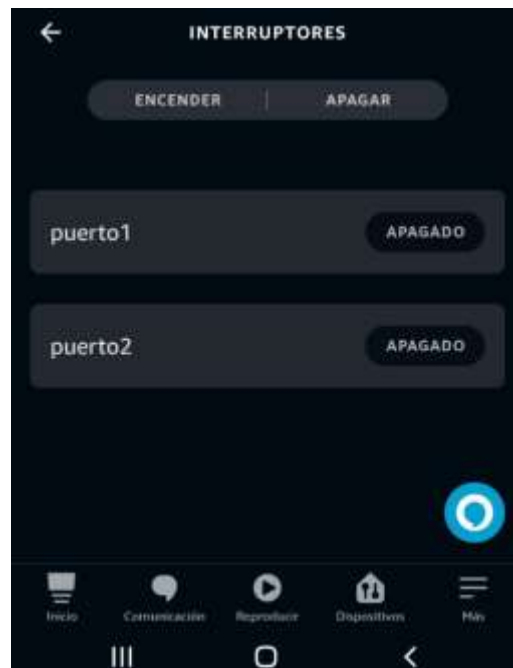 INTERRUPTORES
ENCENDER | APAGAR
puerto1 APAGADO
puerto2 APAGADO
Inicio Comunicación Reproducir Dispositivos Más